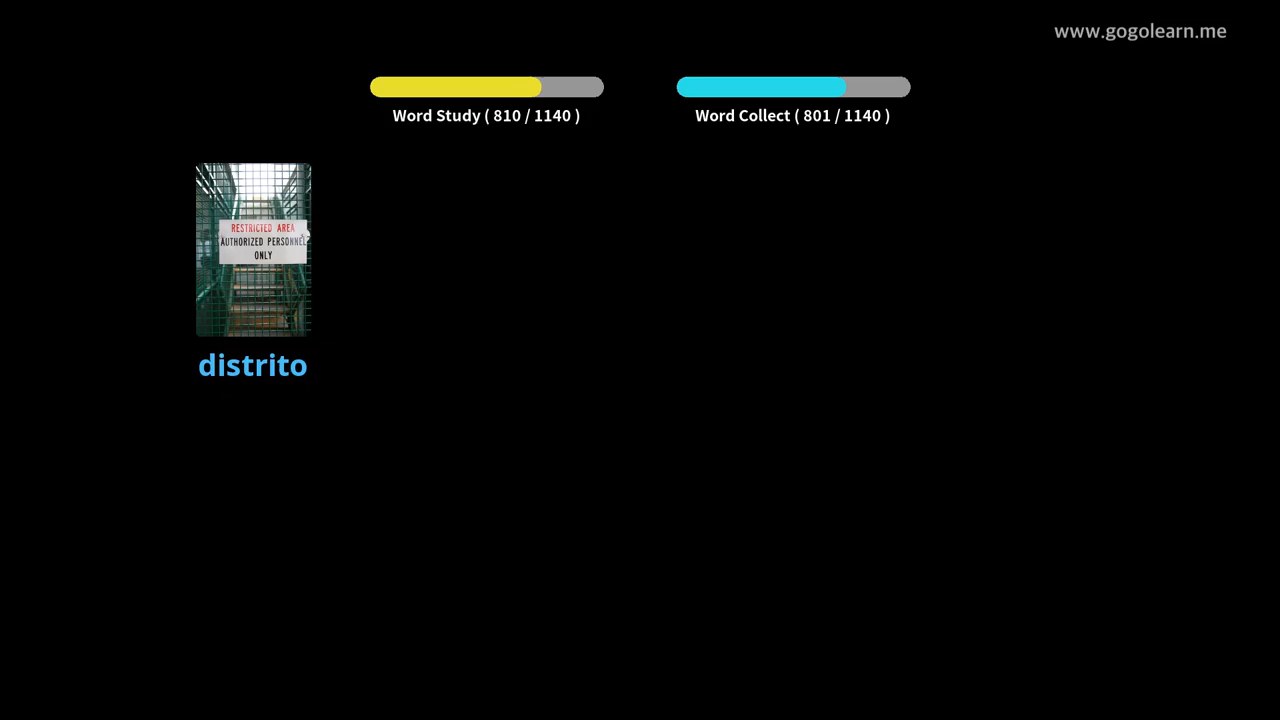 www.gogolearn.me
Word Study ( 810 / 1140 )
Word Collect ( 801 / 1140 )
RESTRICTED AREA
AUTHORIZED PERSONNEL
ONLY
distrito